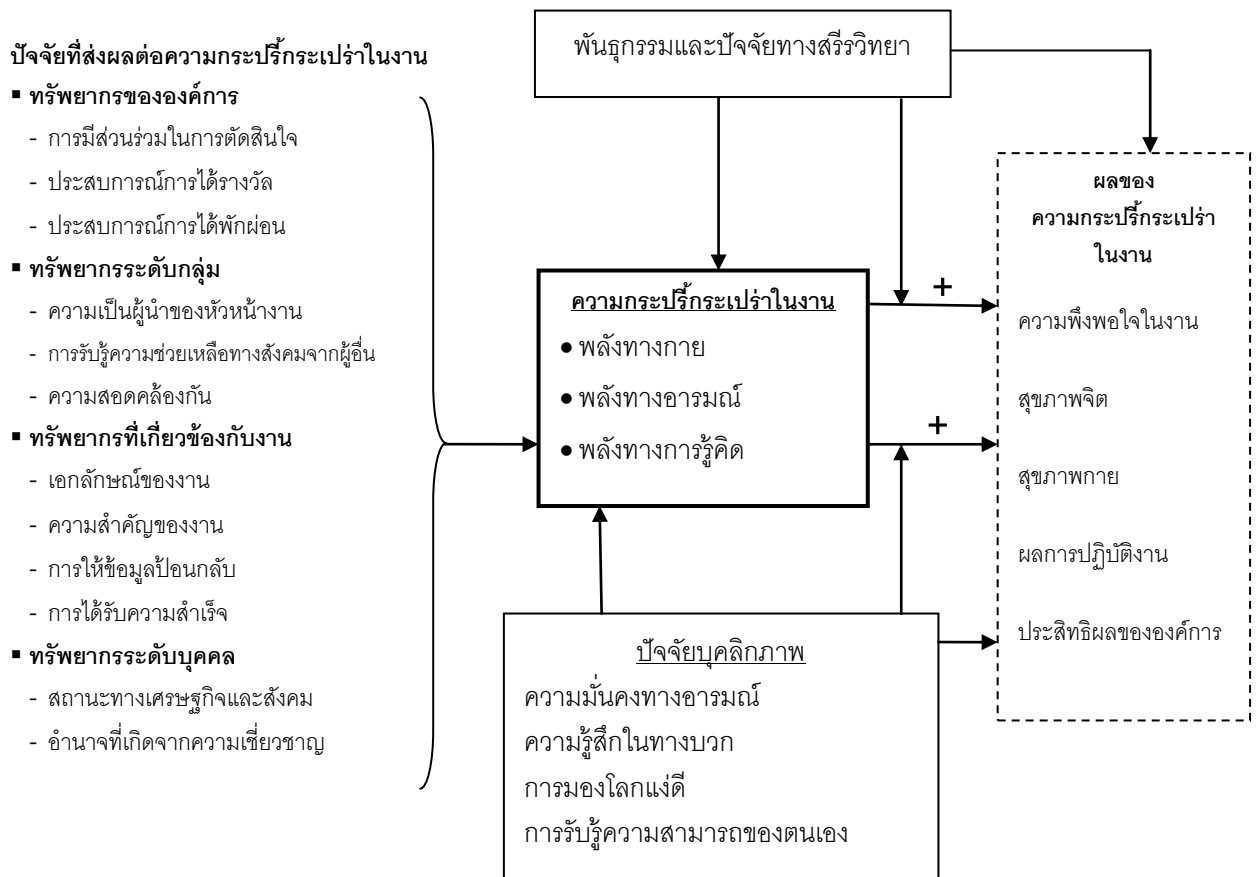 ปัจจัยที่ส่งผลต่อความกระปรี้กระเปร่าในงาน
▪ ทรัพยากรขององค์การ
- การมีส่วนร่วมในการตัดสินใจ
- ประสบการณ์การได้รางวัล
- ประสบการณ์การได้พักผ่อน
▪ ทรัพยากรระดับกลุ่ม
- ความเป็นผู้นำของหัวหน้างาน
- การรับรู้ความช่วยเหลือทางสังคมจากผู้อื่น
- ความสอดคล้องกัน
▪ ทรัพยากรที่เกี่ยวข้องกับงาน
- เอกลักษณ์ของงาน
- ความสำคัญของงาน
- การให้ข้อมูลป้อนกลับ
- การได้รับความสำเร็จ
▪ ทรัพยากรระดับบุคคล
- สถานะทางเศรษฐกิจและสังคม
- อำนาจที่เกิดจากความเชี่ยวชาญ
พันธุกรรมและปัจจัยทางสรีรวิทยา
ความกระปรี้กระเปร่าในงาน
• พลังทางกาย
• พลังทางอารมณ์
• พลังทางการรู้คิด
+
+
ปัจจัยบุคลิกภาพ
ความมั่นคงทางอารมณ์
ความรู้สึกในทางบวก
การมองโลกแง่ดี
การรับรู้ความสามารถของตนเอง
ผลของ
ความกระปรี้กระเปร่า
ในงาน
ความพึงพอใจในงาน
สุขภาพจิต
สุขภาพกาย
ผลการปฏิบัติงาน
ประสิทธิผลขององค์การ